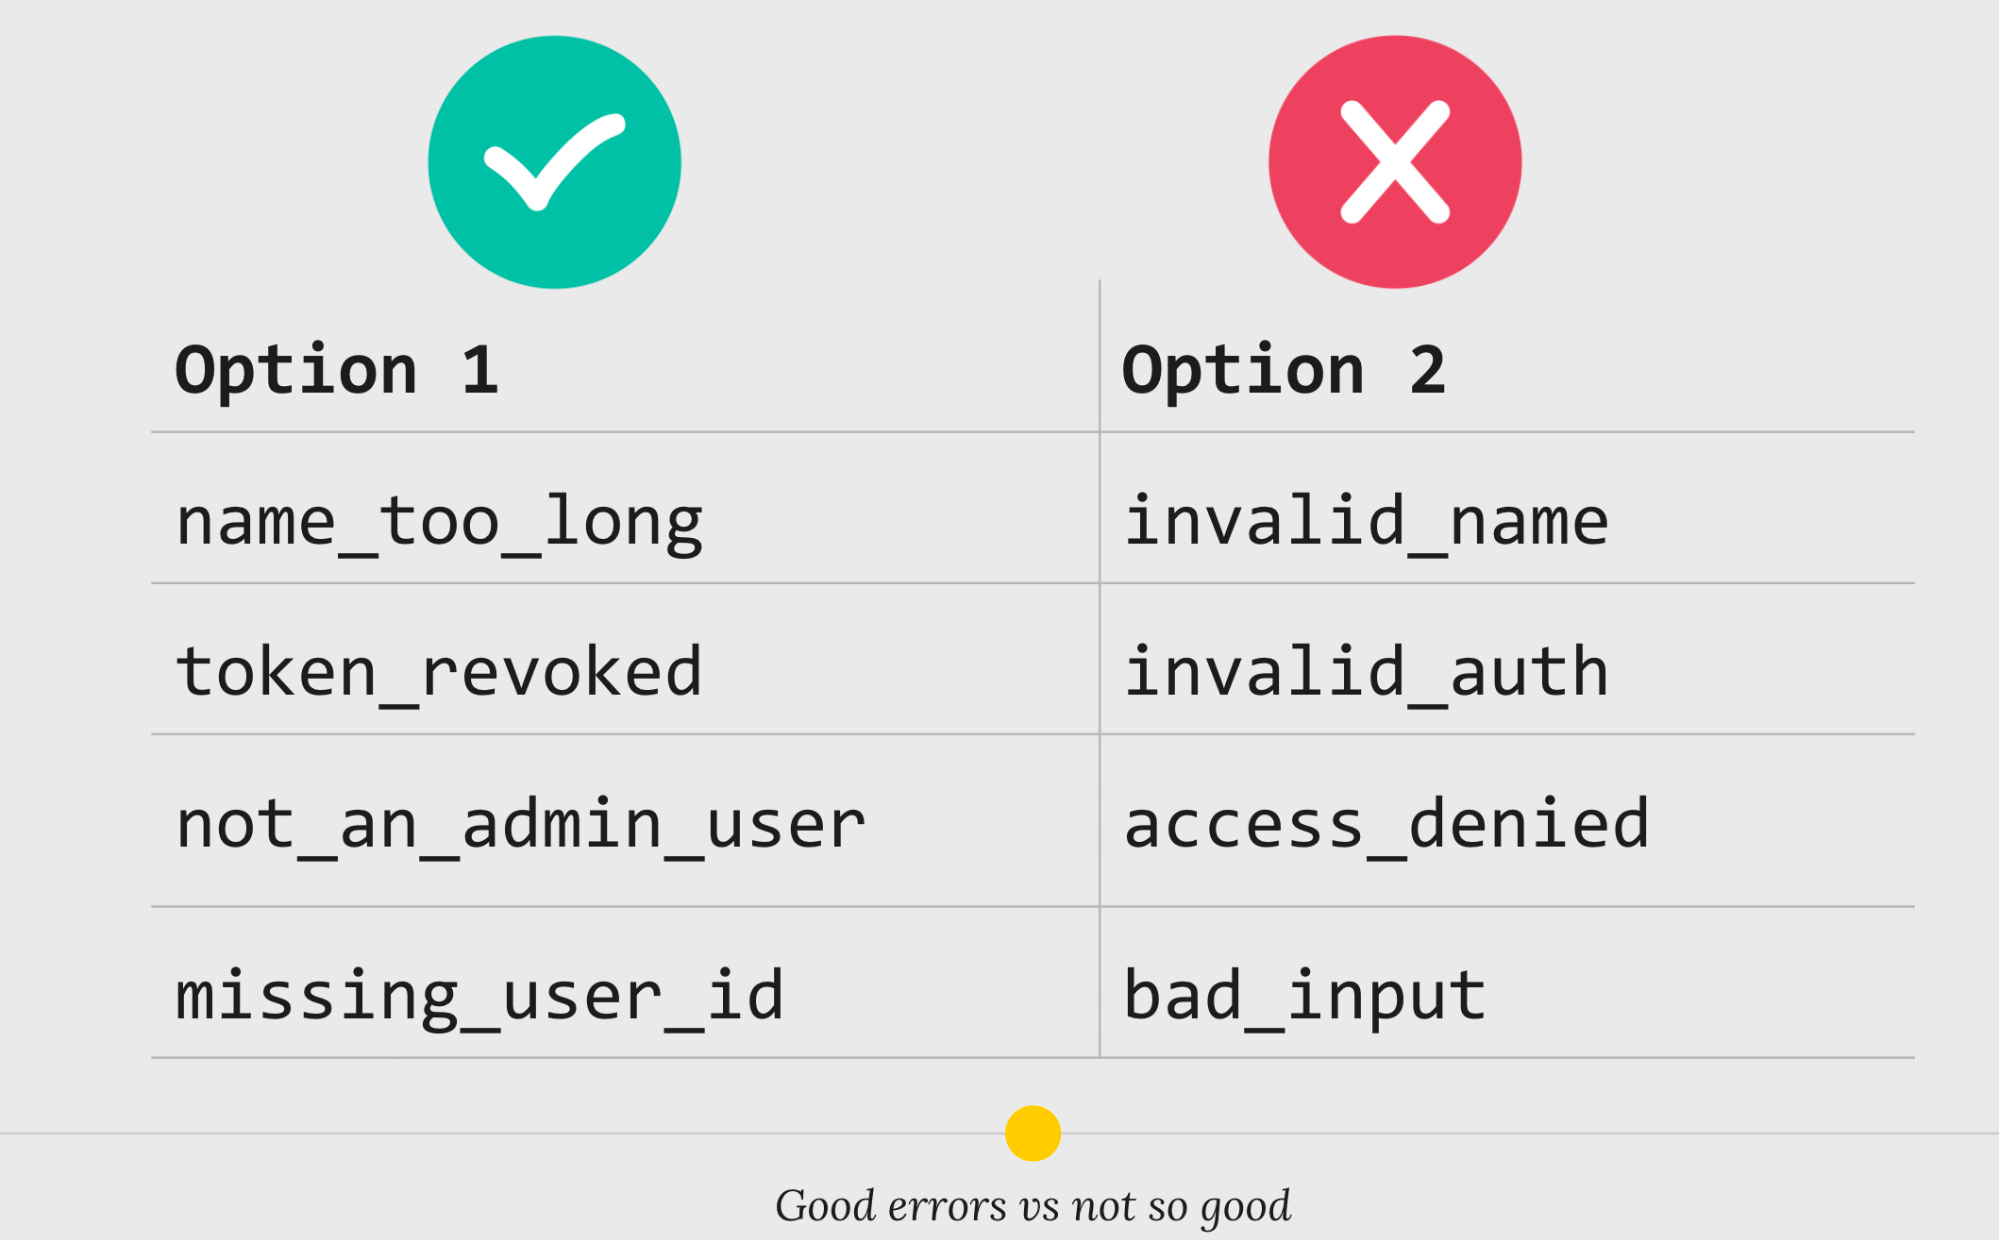 Option 1 Option 2
name_too_long invalid_name
token_revoked invalid_auth
not_an_admin_user access_denied
missing_user_id bad_input
Good errors vs not so good